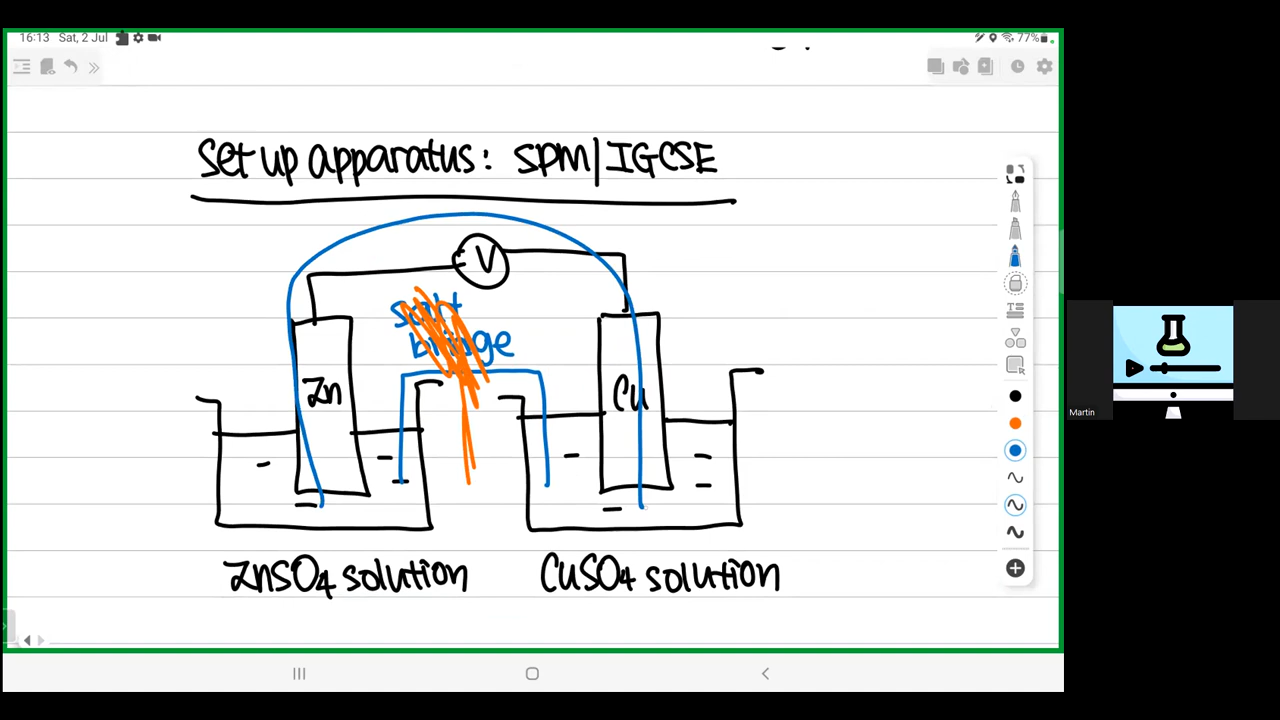 16:13 Sat, 2 Jul
77%
Set up apparatus: SPM/IGCSE
V
salt
bridge
Zn
Cu
ZnSO4 solution
CuSO4 solution
Martin